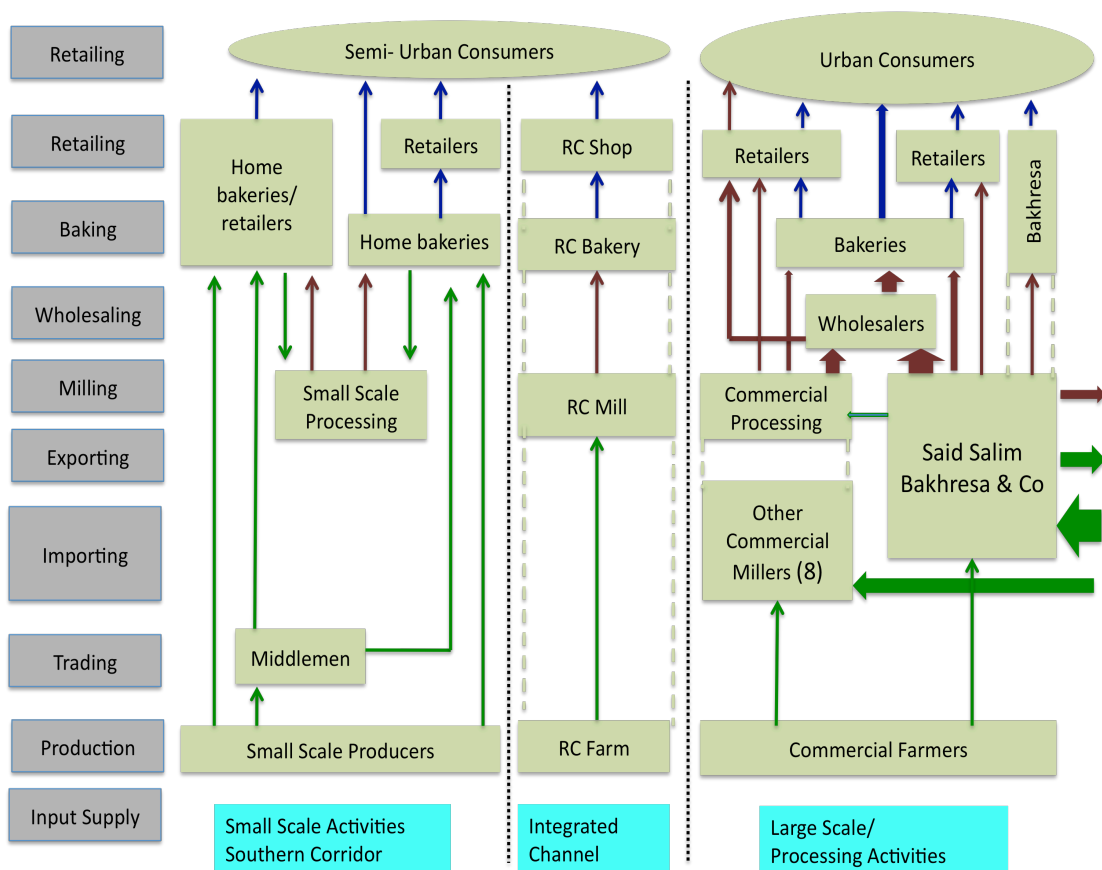 Retailing
Semi- Urban Consumers
Urban Consumers
Retailing
Home
bakeries/
retailers
Retailers
RC Shop
Retailers
Retailers
Bakhresa
Baking
Home bakeries
RC Bakery
Bakeries
Wholesaling
Wholesalers
Milling
Small Scale
Processing
RC Mill
Commercial
Processing
Exporting
Said Salim
Bakhresa & Co
Importing
Other
Commercial
Millers (8)
Trading
Middlemen
Production
Small Scale Producers
RC Farm
Commercial Farmers
Input Supply
Small Scale Activities
Southern Corridor
Integrated
Channel
Large Scale/
Processing Activities